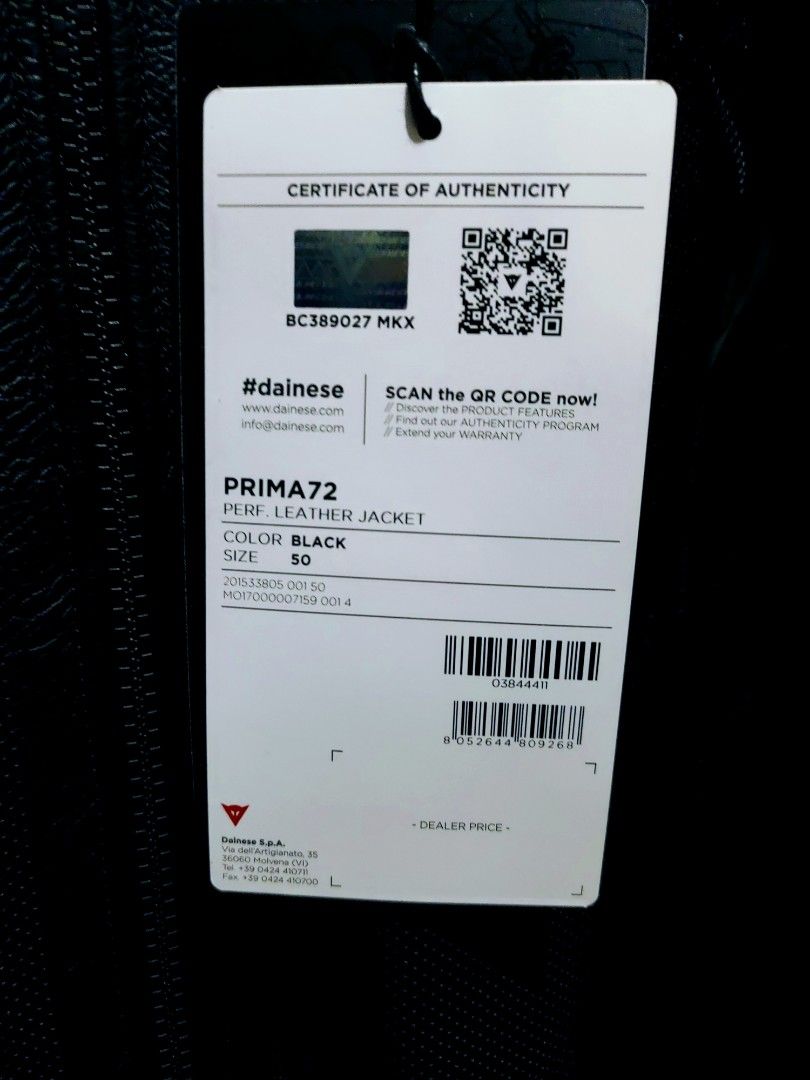 CERTIFICATE OF AUTHENTICITY
BC389027 MKX
#dainese
www.dainese.com
info@dainese.com
SCAN the QR CODE now!
// Discover the PRODUCT FEATURES
// Find out our AUTHENTICITY PROGRAM
// Extend your WARRANTY
PRIMA72
PERF. LEATHER JACKET
COLOR BLACK
SIZE 50
201533805 001 50
MO17000007159 001 4
03844411
8 052644 809268
- DEALER PRICE -
Dainese S.p.A.
Via dell'Artigianato, 35
36060 Molvena (VI)
Tel. +39 0424 410711
Fax. +39 0424 410700